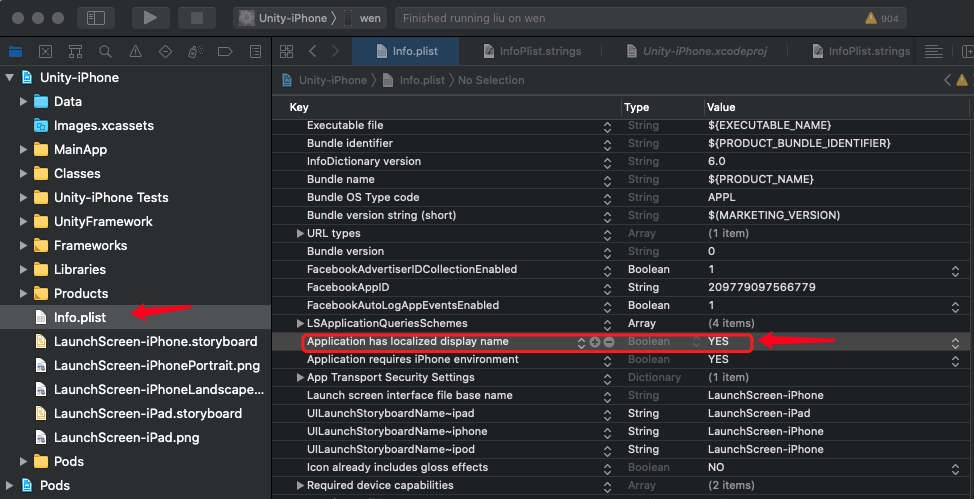 Unity-iPhone 〉 wen
Finished running liu on wen
904
Info.plist
InfoPlist.strings
Unity-iPhone.xcodeproj
InfoPlist.strings
Unity-iPhone 〉 Info.plist 〉 No Selection
Unity-iPhone
Data
Images.xcassets
MainApp
Classes
Unity-iPhone Tests
UnityFramework
Frameworks
Libraries
Products
Info.plist
LaunchScreen-iPhone.storyboard
LaunchScreen-iPhonePortrait.png
LaunchScreen-iPhoneLandscape...
LaunchScreen-iPad.storyboard
LaunchScreen-iPad.png
Pods
Pods
Key Type Value
Executable file String ${EXECUTABLE_NAME}
Bundle identifier String ${PRODUCT_BUNDLE_IDENTIFIER}
InfoDictionary version String 6.0
Bundle name String ${PRODUCT_NAME}
Bundle OS Type code String APPL
Bundle version string (short) String $(MARKETING_VERSION)
URL types Array (1 item)
Bundle version String 0
FacebookAdvertiserIDCollectionEnabled Boolean 1
FacebookAppID String 209779097566779
FacebookAutoLogAppEventsEnabled Boolean 1
LSApplicationQueriesSchemes Array (4 items)
Application has localized display name Boolean YES
Application requires iPhone environment Boolean YES
App Transport Security Settings Dictionary (1 item)
Launch screen interface file base name String LaunchScreen-iPhone
UILaunchStoryboardName~ipad String LaunchScreen-iPad
UILaunchStoryboardName~iphone String LaunchScreen-iPhone
UILaunchStoryboardName~ipod String LaunchScreen-iPhone
Icon already includes gloss effects Boolean NO
Required device capabilities Array (2 items)